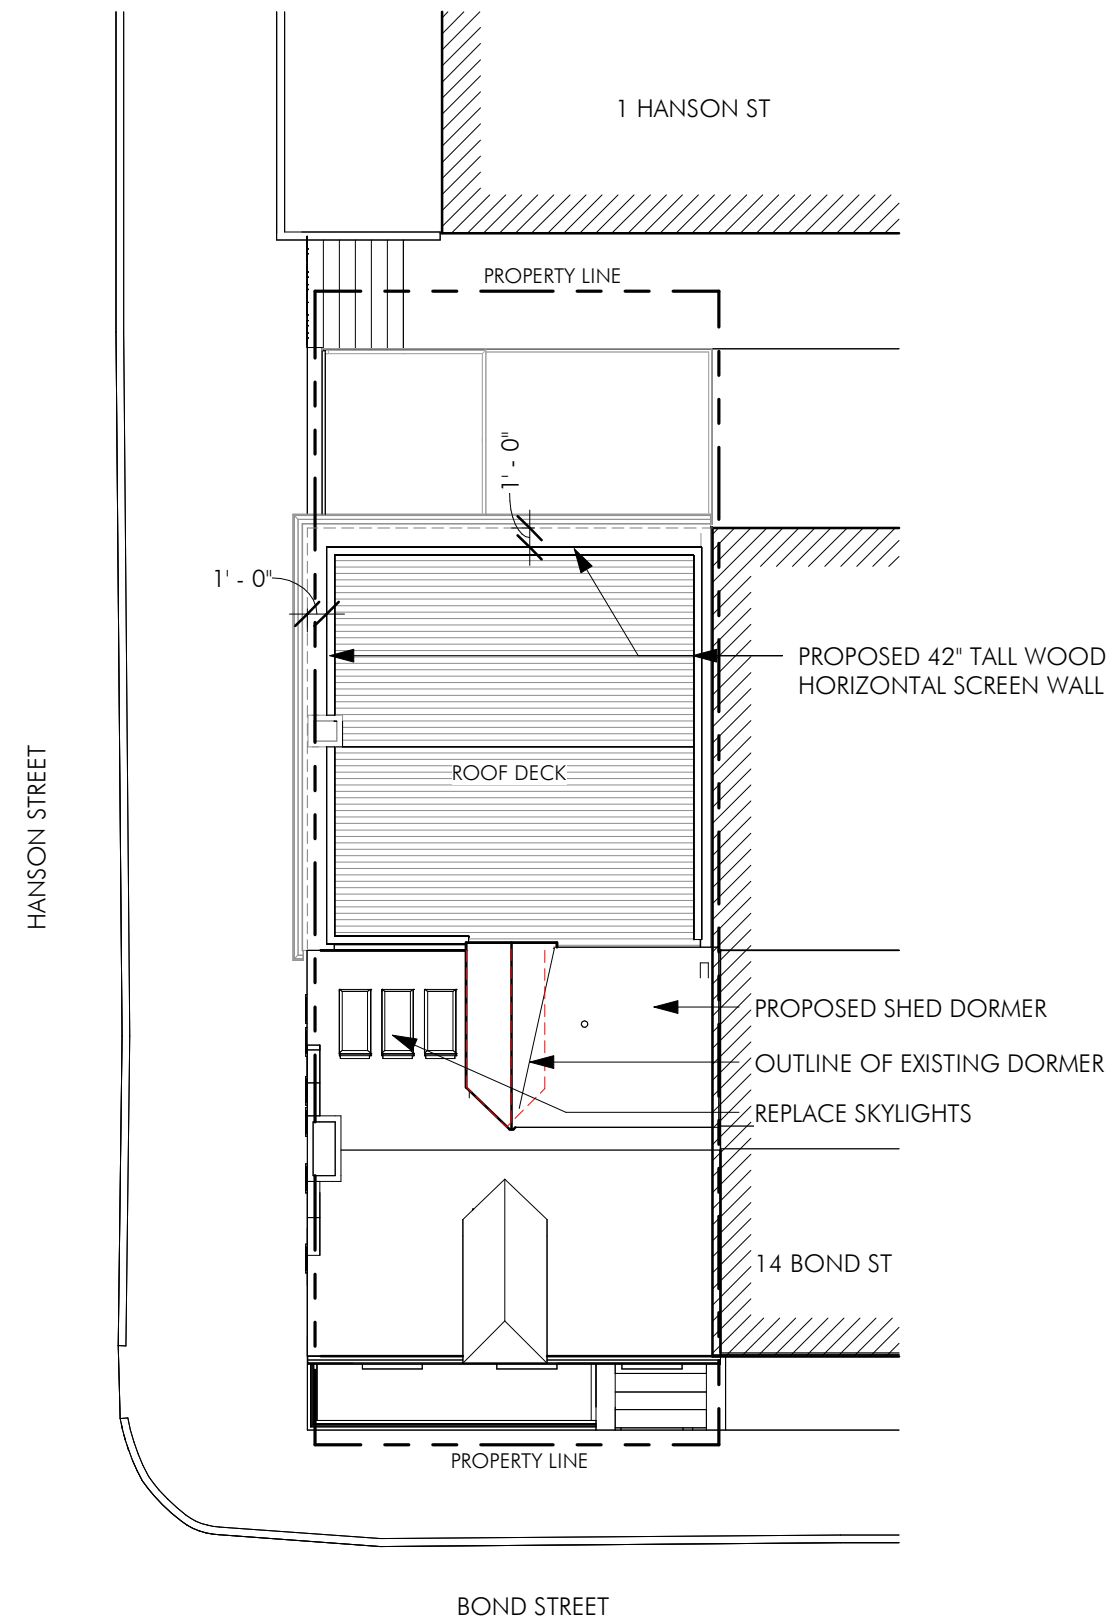 1 HANSON ST
PROPERTY LINE
1' - 0"
1' - 0"
PROPOSED 42" TALL WOOD
HORIZONTAL SCREEN WALL
ROOF DECK
HANSON STREET
PROPOSED SHED DORMER
OUTLINE OF EXISTING DORMER
REPLACE SKYLIGHTS
14 BOND ST
PROPERTY LINE
BOND STREET